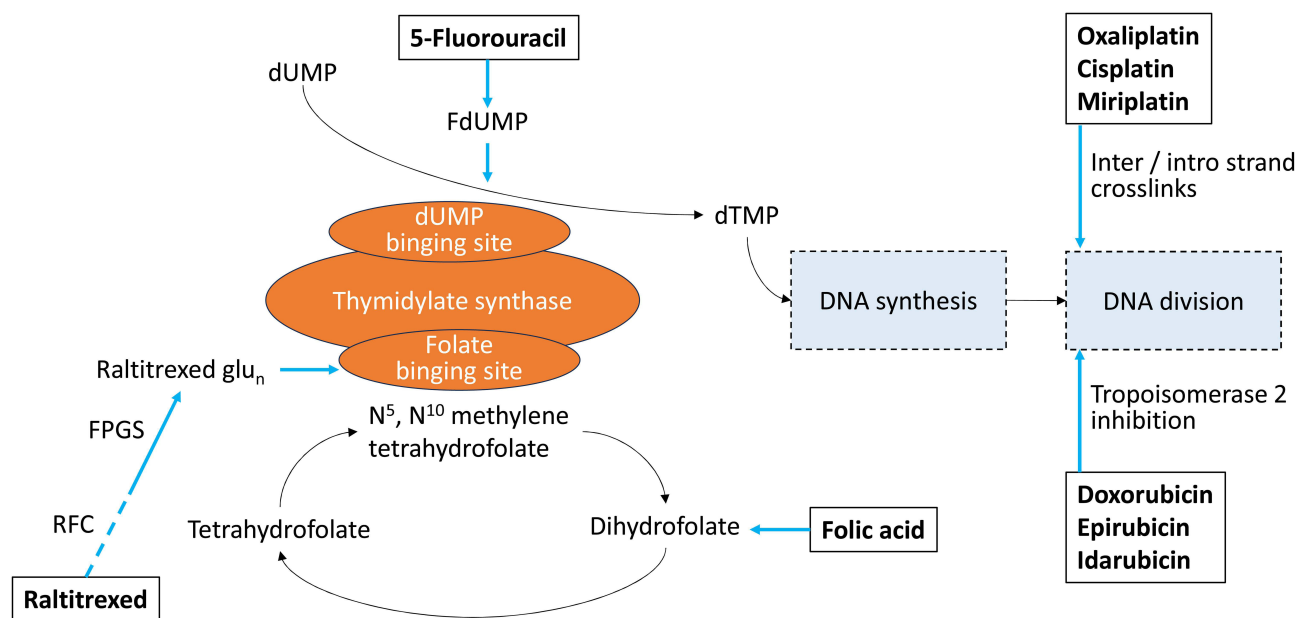 5-Fluorouracil
dUMP
FdUMP
dUMP
binging site
Thymidylate synthase
Folate
binging site
dTMP
DNA synthesis
DNA division
Oxaliplatin
Cisplatin
Miriplatin
Inter / intro strand
crosslinks
Tropoisomerase 2
inhibition
Doxorubicin
Epirubicin
Idarubicin
Raltitrexed gluₙ
FPGS
RFC
Raltitrexed
N⁵, N¹⁰ methylene
tetrahydrofolate
Tetrahydrofolate
Dihydrofolate
Folic acid